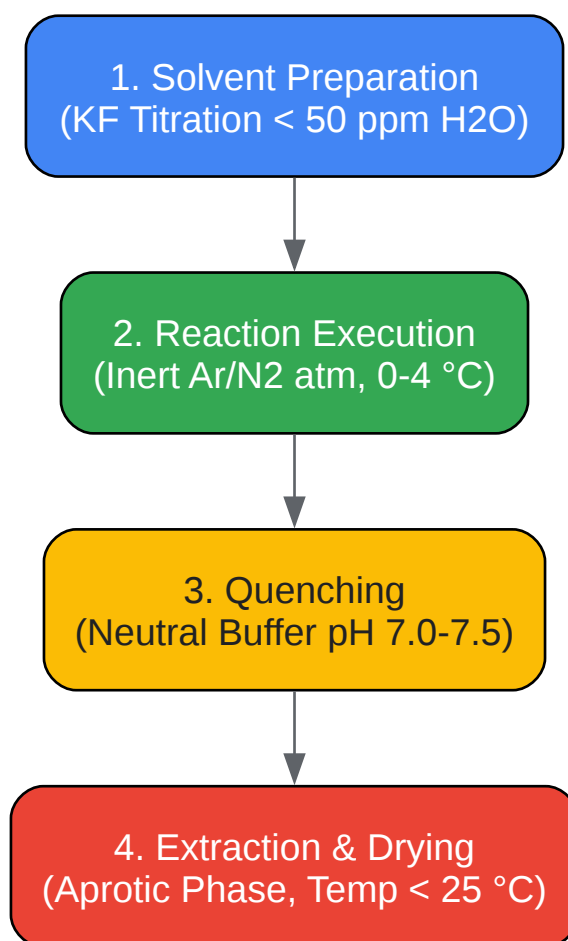 1. Solvent Preparation
(KF Titration < 50 ppm H2O)
2. Reaction Execution
(Inert Ar/N2 atm, 0-4 °C)
3. Quenching
(Neutral Buffer pH 7.0-7.5)
4. Extraction & Drying
(Aprotic Phase, Temp < 25 °C)